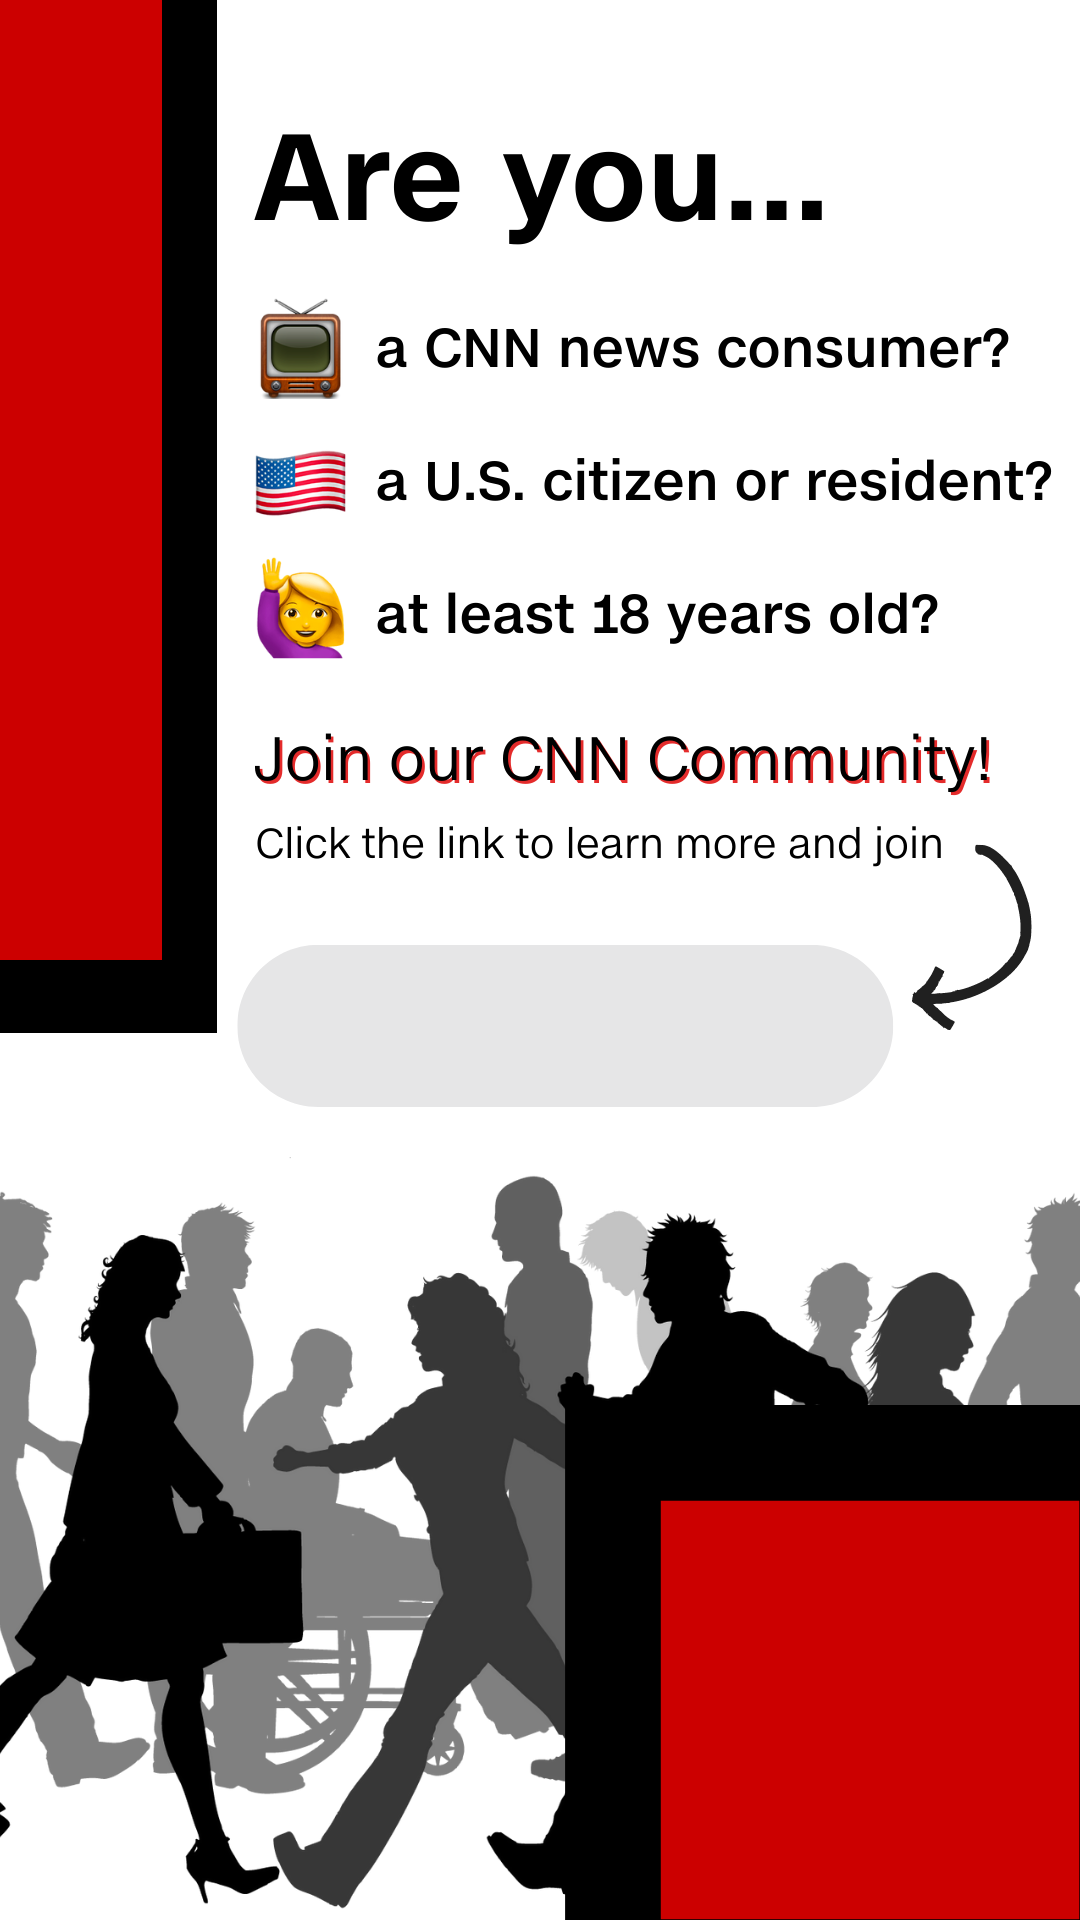 Are you...
a CNN news consumer?
a U.S. citizen or resident?
at least 18 years old?
Join our CNN Community!
Click the link to learn more and join